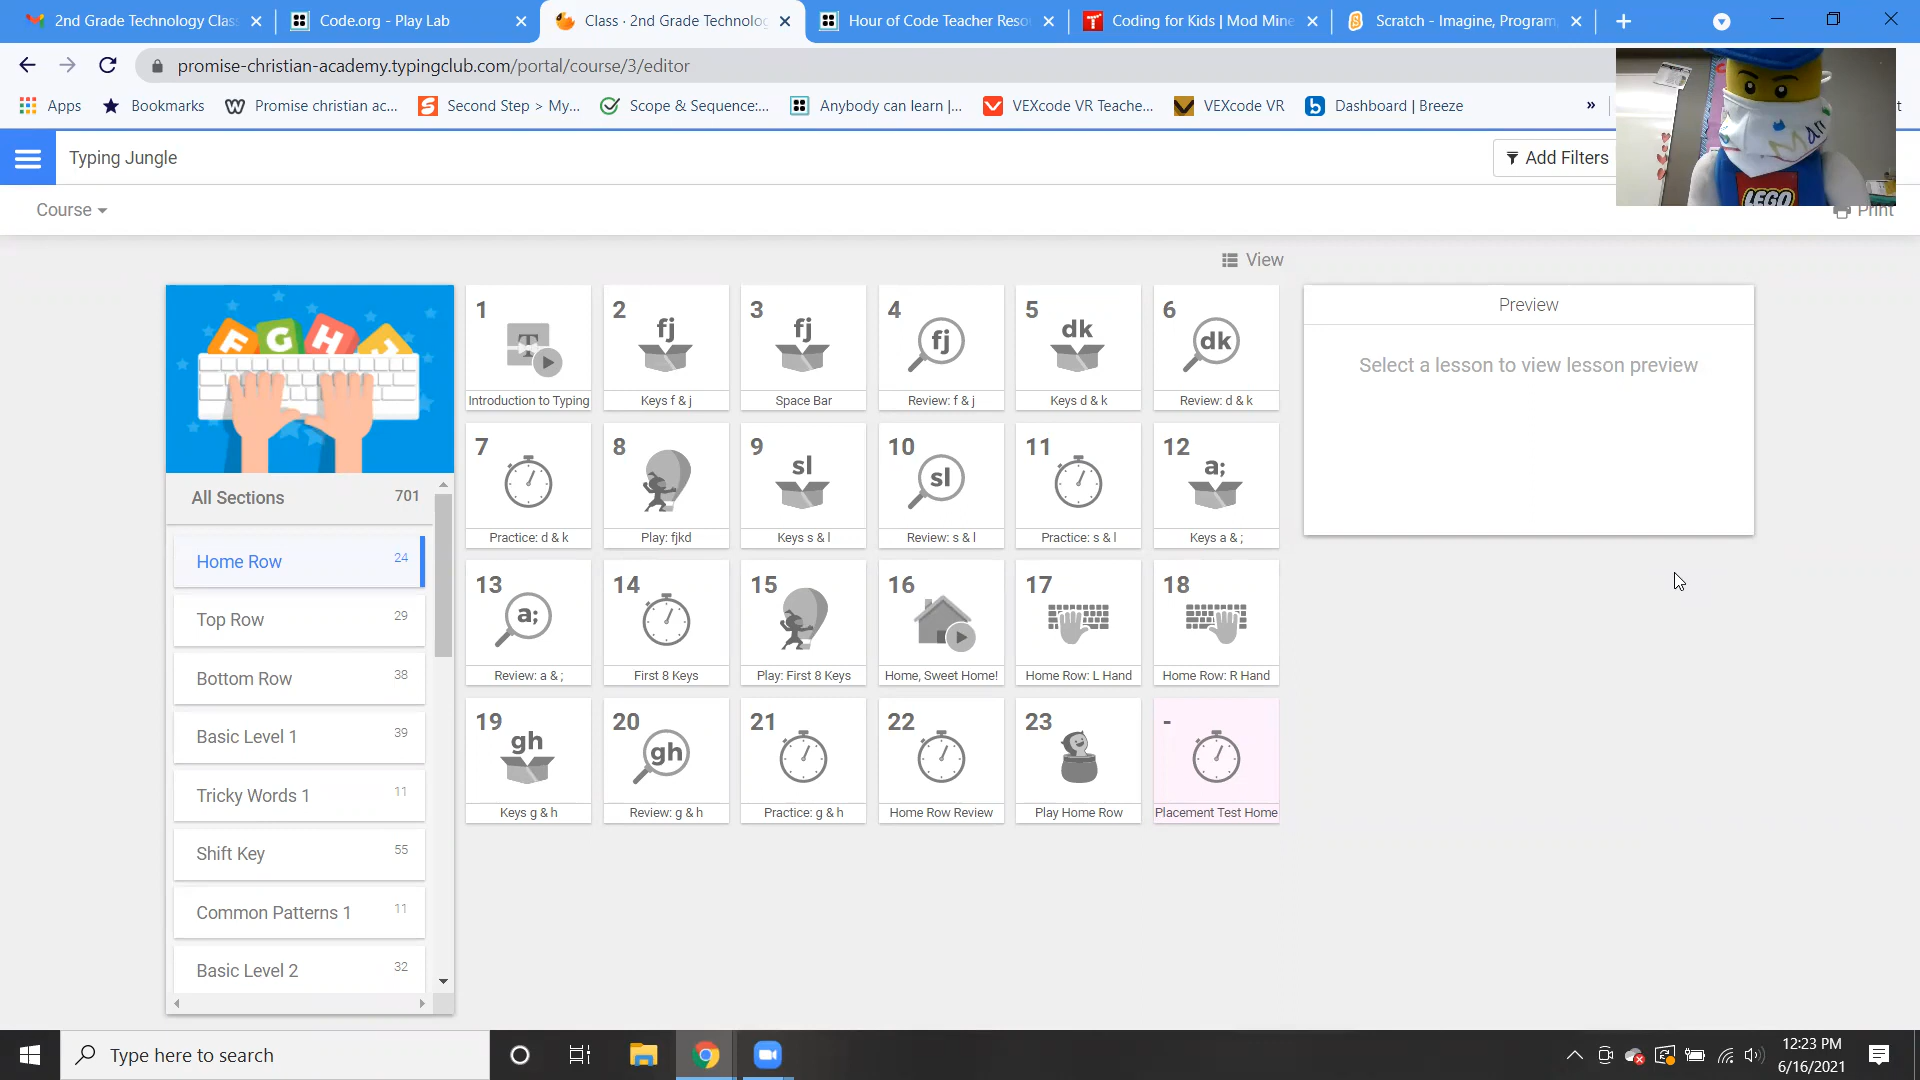 2nd Grade Technology Clas
Code.org - Play Lab
Class · 2nd Grade Technolog
Hour of Code Teacher Reso
Coding for Kids | Mod Mine
Scratch - Imagine, Program,
promise-christian-academy.typingclub.com/portal/course/3/editor
Apps
Bookmarks
Promise christian ac...
Second Step > My...
Scope & Sequence:...
Anybody can learn |...
VEXcode VR Teache...
VEXcode VR
Dashboard | Breeze
»
Typing Jungle
Add Filters
LEGO
Course
Print
View
F G H J
All Sections 701
Home Row 24
Top Row 29
Bottom Row 38
Basic Level 1 39
Tricky Words 1 11
Shift Key 55
Common Patterns 1 11
Basic Level 2 32
1 T Introduction to Typing
2 fj Keys f & j
3 fj Space Bar
4 fj Review: f & j
5 dk Keys d & k
6 dk Review: d & k
7 Practice: d & k
8 Play: fjkd
9 sl Keys s & l
10 sl Review: s & l
11 Practice: s & l
12 a; Keys a & ;
13 a; Review: a & ;
14 First 8 Keys
15 Play: First 8 Keys
16 Home, Sweet Home!
17 Home Row: L Hand
18 Home Row: R Hand
19 gh Keys g & h
20 gh Review: g & h
21 Practice: g & h
22 Home Row Review
23 Play Home Row
- Placement Test Home
Preview
Select a lesson to view lesson preview
Type here to search
12:23 PM
6/16/2021